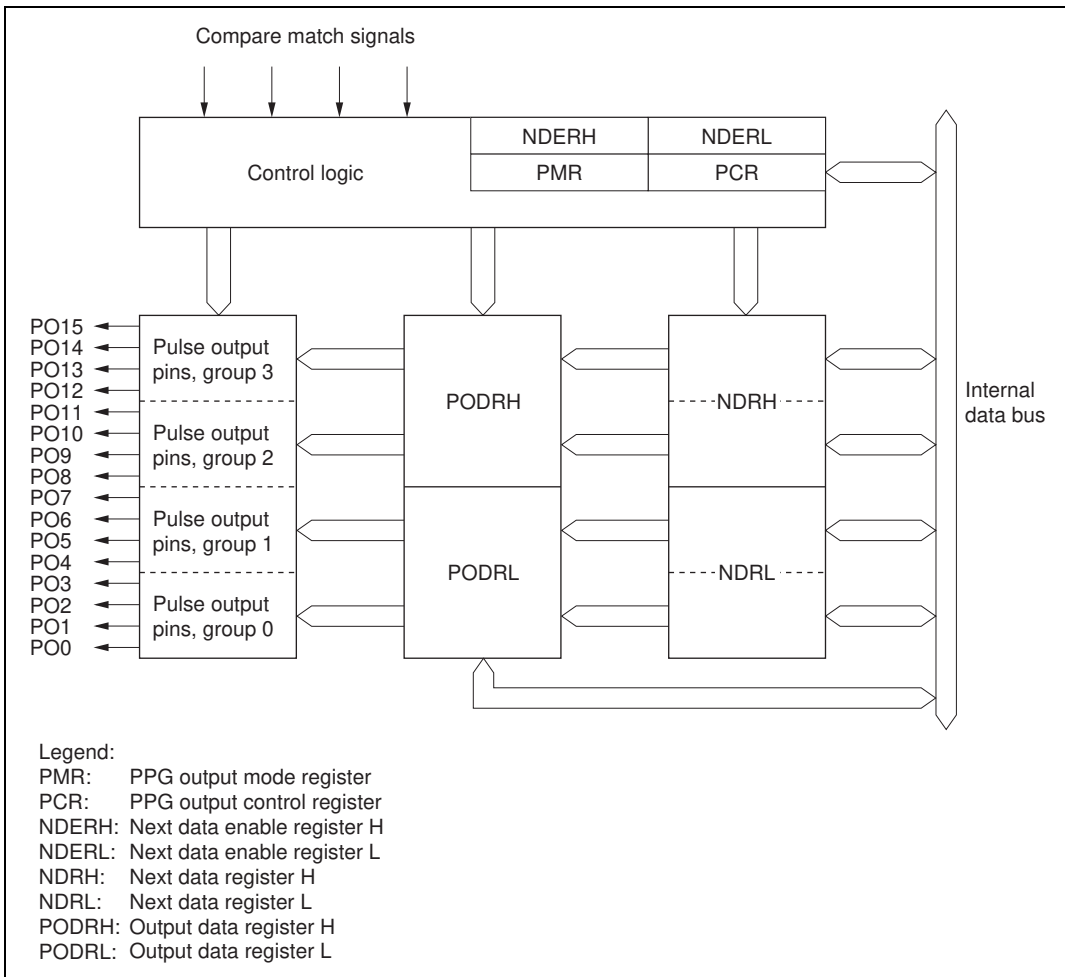 Compare match signals
Control logic
NDERH
NDERL
PMR
PCR
PO15
PO14
PO13
PO12
PO11
PO10
PO9
PO8
PO7
PO6
PO5
PO4
PO3
PO2
PO1
PO0
Pulse output
pins, group 3
Pulse output
pins, group 2
Pulse output
pins, group 1
Pulse output
pins, group 0
PODRH
PODRL
NDRH
NDRL
Internal
data bus
Legend:
PMR: PPG output mode register
PCR: PPG output control register
NDERH: Next data enable register H
NDERL: Next data enable register L
NDRH: Next data register H
NDRL: Next data register L
PODRH: Output data register H
PODRL: Output data register L